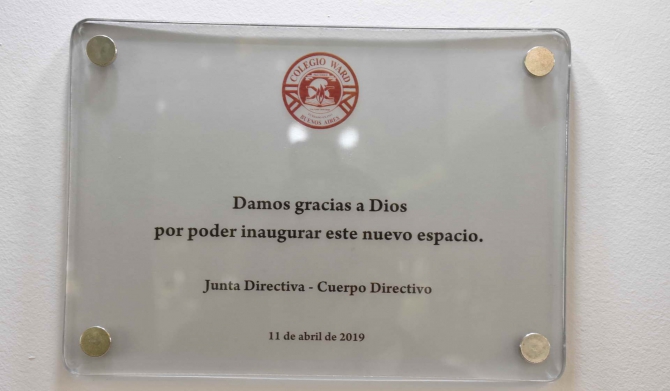 COLEGIO WARD
BUENOS AIRES
Damos gracias a Dios
por poder inaugurar este nuevo espacio.
Junta Directiva - Cuerpo Directivo
11 de abril de 2019